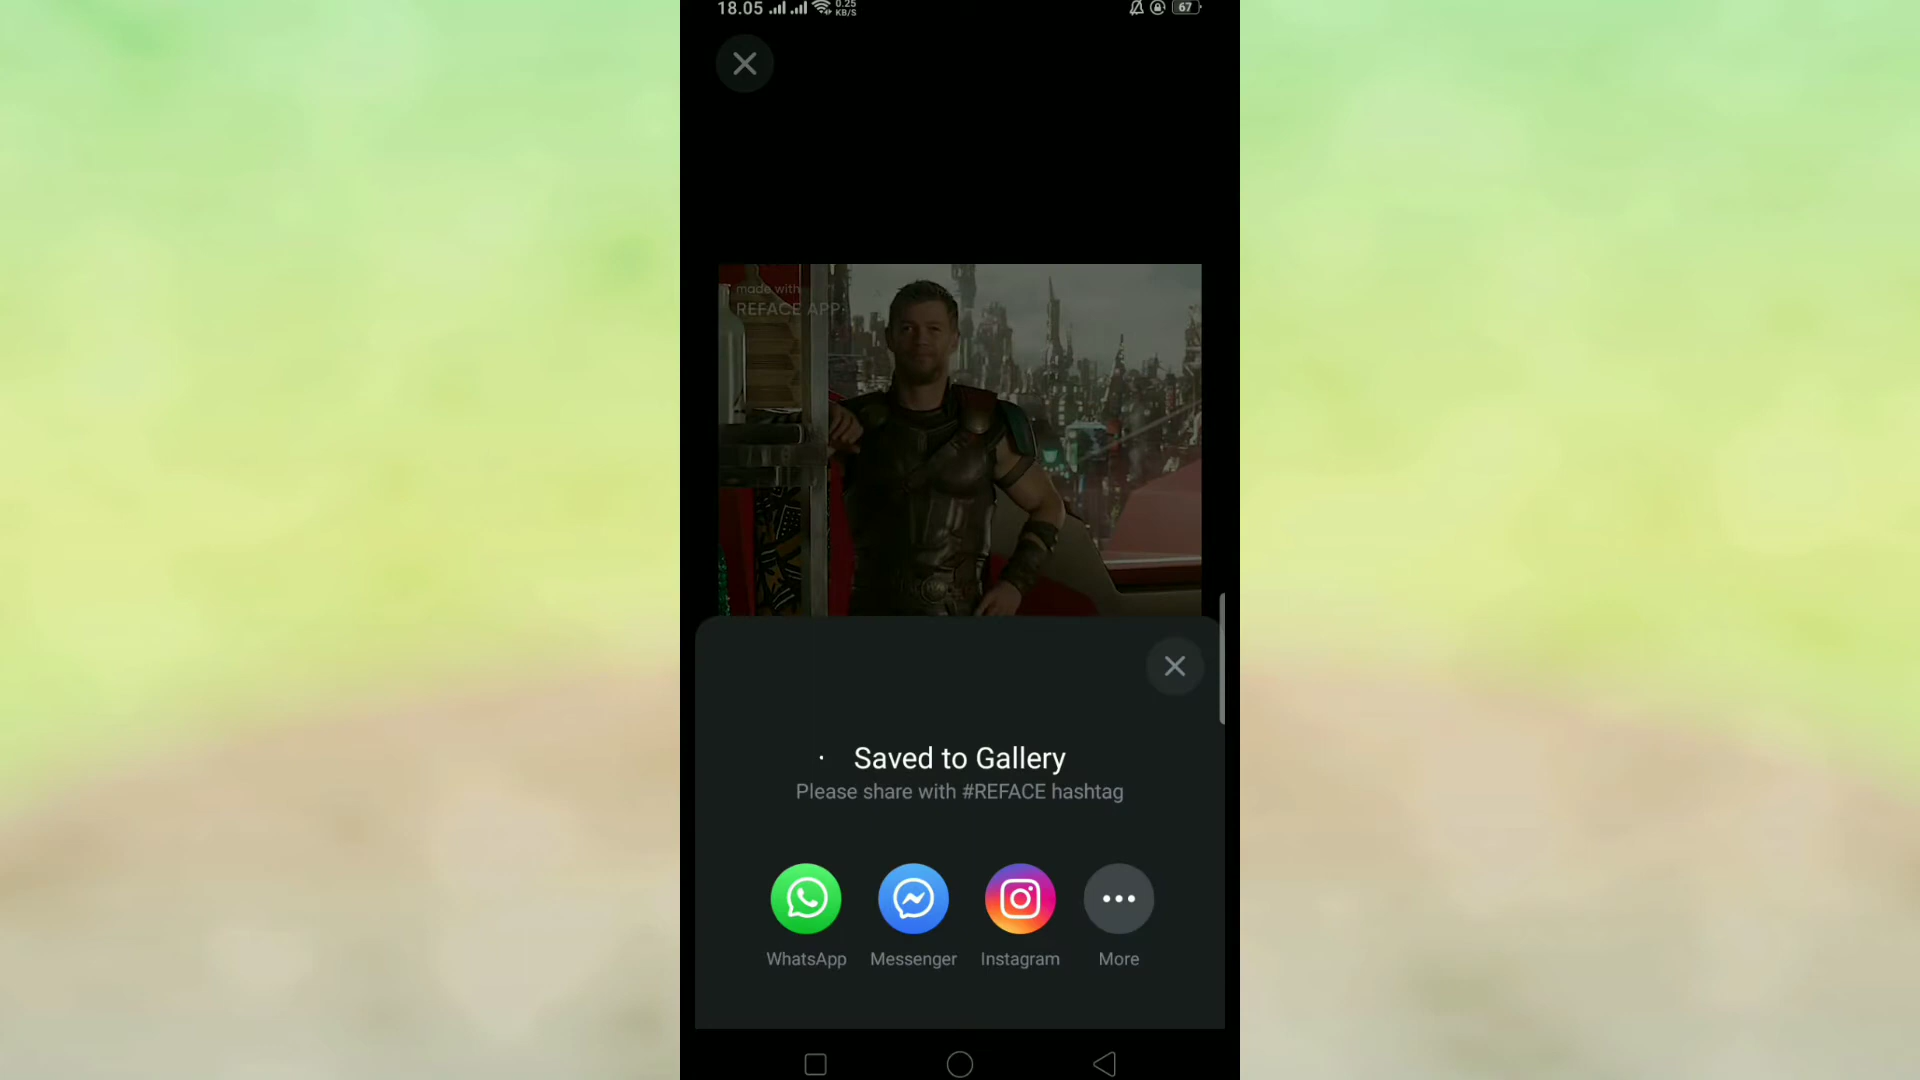 18.05
0.25
KB/S
67
made with
REFACE APP
Saved to Gallery
Please share with #REFACE hashtag
WhatsApp
Messenger
Instagram
More